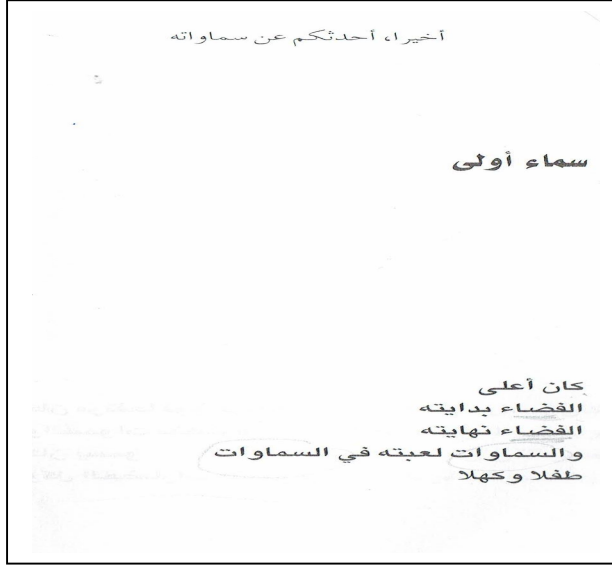 أخيرا، أحدثكم عن سماواته
سماء أولى
كان أعلى
الفضاء بدايته
الفضاء نهايته
والسماوات لعبته في السماوات
طفلا وكهلا